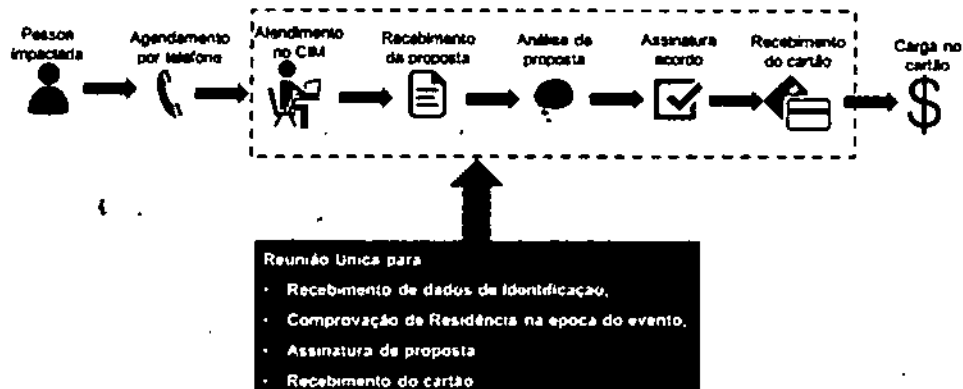 Pessoa
impactada
Agendamento
por telefone
Atendimento
no CIM
Recebimento
da proposta
Análise da
proposta
Assinatura
acordo
Recebimento
do cartão
Carga no
cartão
$
Reunião Unica para
• Recebimento de dados de Identificação,
• Comprovação de Residência na epoca do evento,
• Assinatura de proposta
• Recebimento do cartão